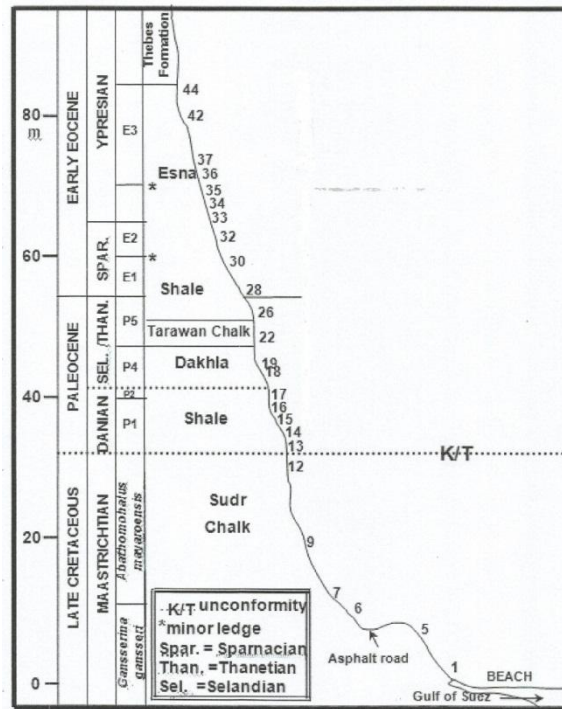 80
m
60
40
20
0
EARLY EOCENE
PALEOCENE
LATE CRETACEOUS
YPRESIAN
SPAR.
SEL. /THAN.
DANIAN
MAASTRICHTIAN
E3
E2
E1
P5
P4
P2
P1
Abathomohalus
mayaroensis
Gansserina
gansseri
Thebes
Formation
Esna
Shale
Tarawan Chalk
Dakhla
Shale
Sudr
Chalk
*
*
44
42
37
36
35
34
33
32
30
28
26
22
19
18
17
16
15
14
13
12
9
7
6
5
1
K/T
Asphalt road
BEACH
Gulf of Suez
K/T unconformity
*minor ledge
Spar. = Sparnacian
Than. =Thanetian
Sel. =Selandian